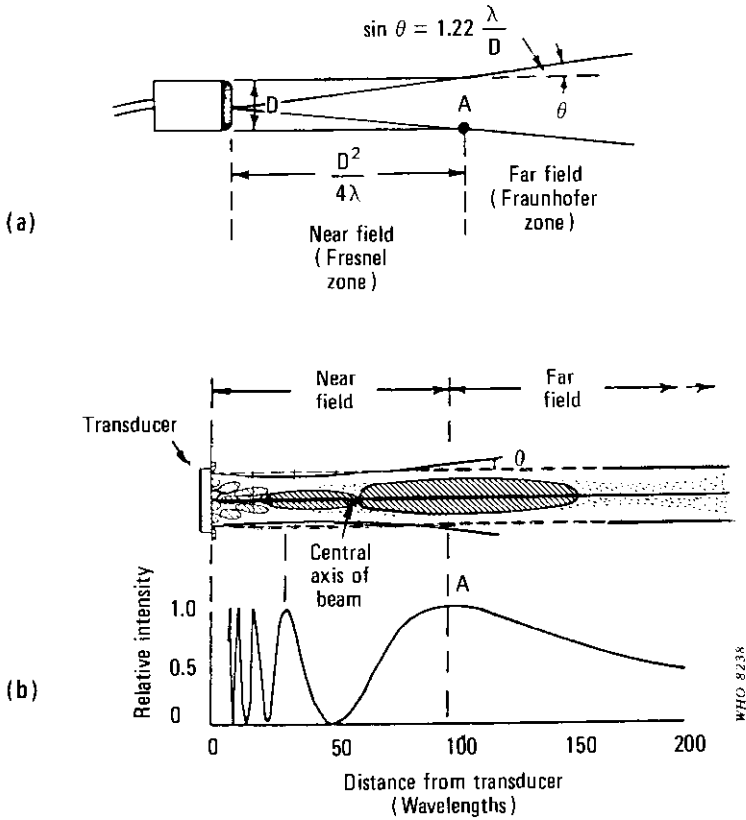 sin θ = 1.22 λ/D
D
A
θ
D²/4λ
Far field
(Fraunhofer
zone)
(a)
Near field
(Fresnel
zone)
Near
field
Far
field
Transducer
θ
Central
axis of
beam
A
Relative intensity
1.0
0.5
0
(b)
0 50 100 150 200
Distance from transducer
(Wavelengths)
WHO 8238